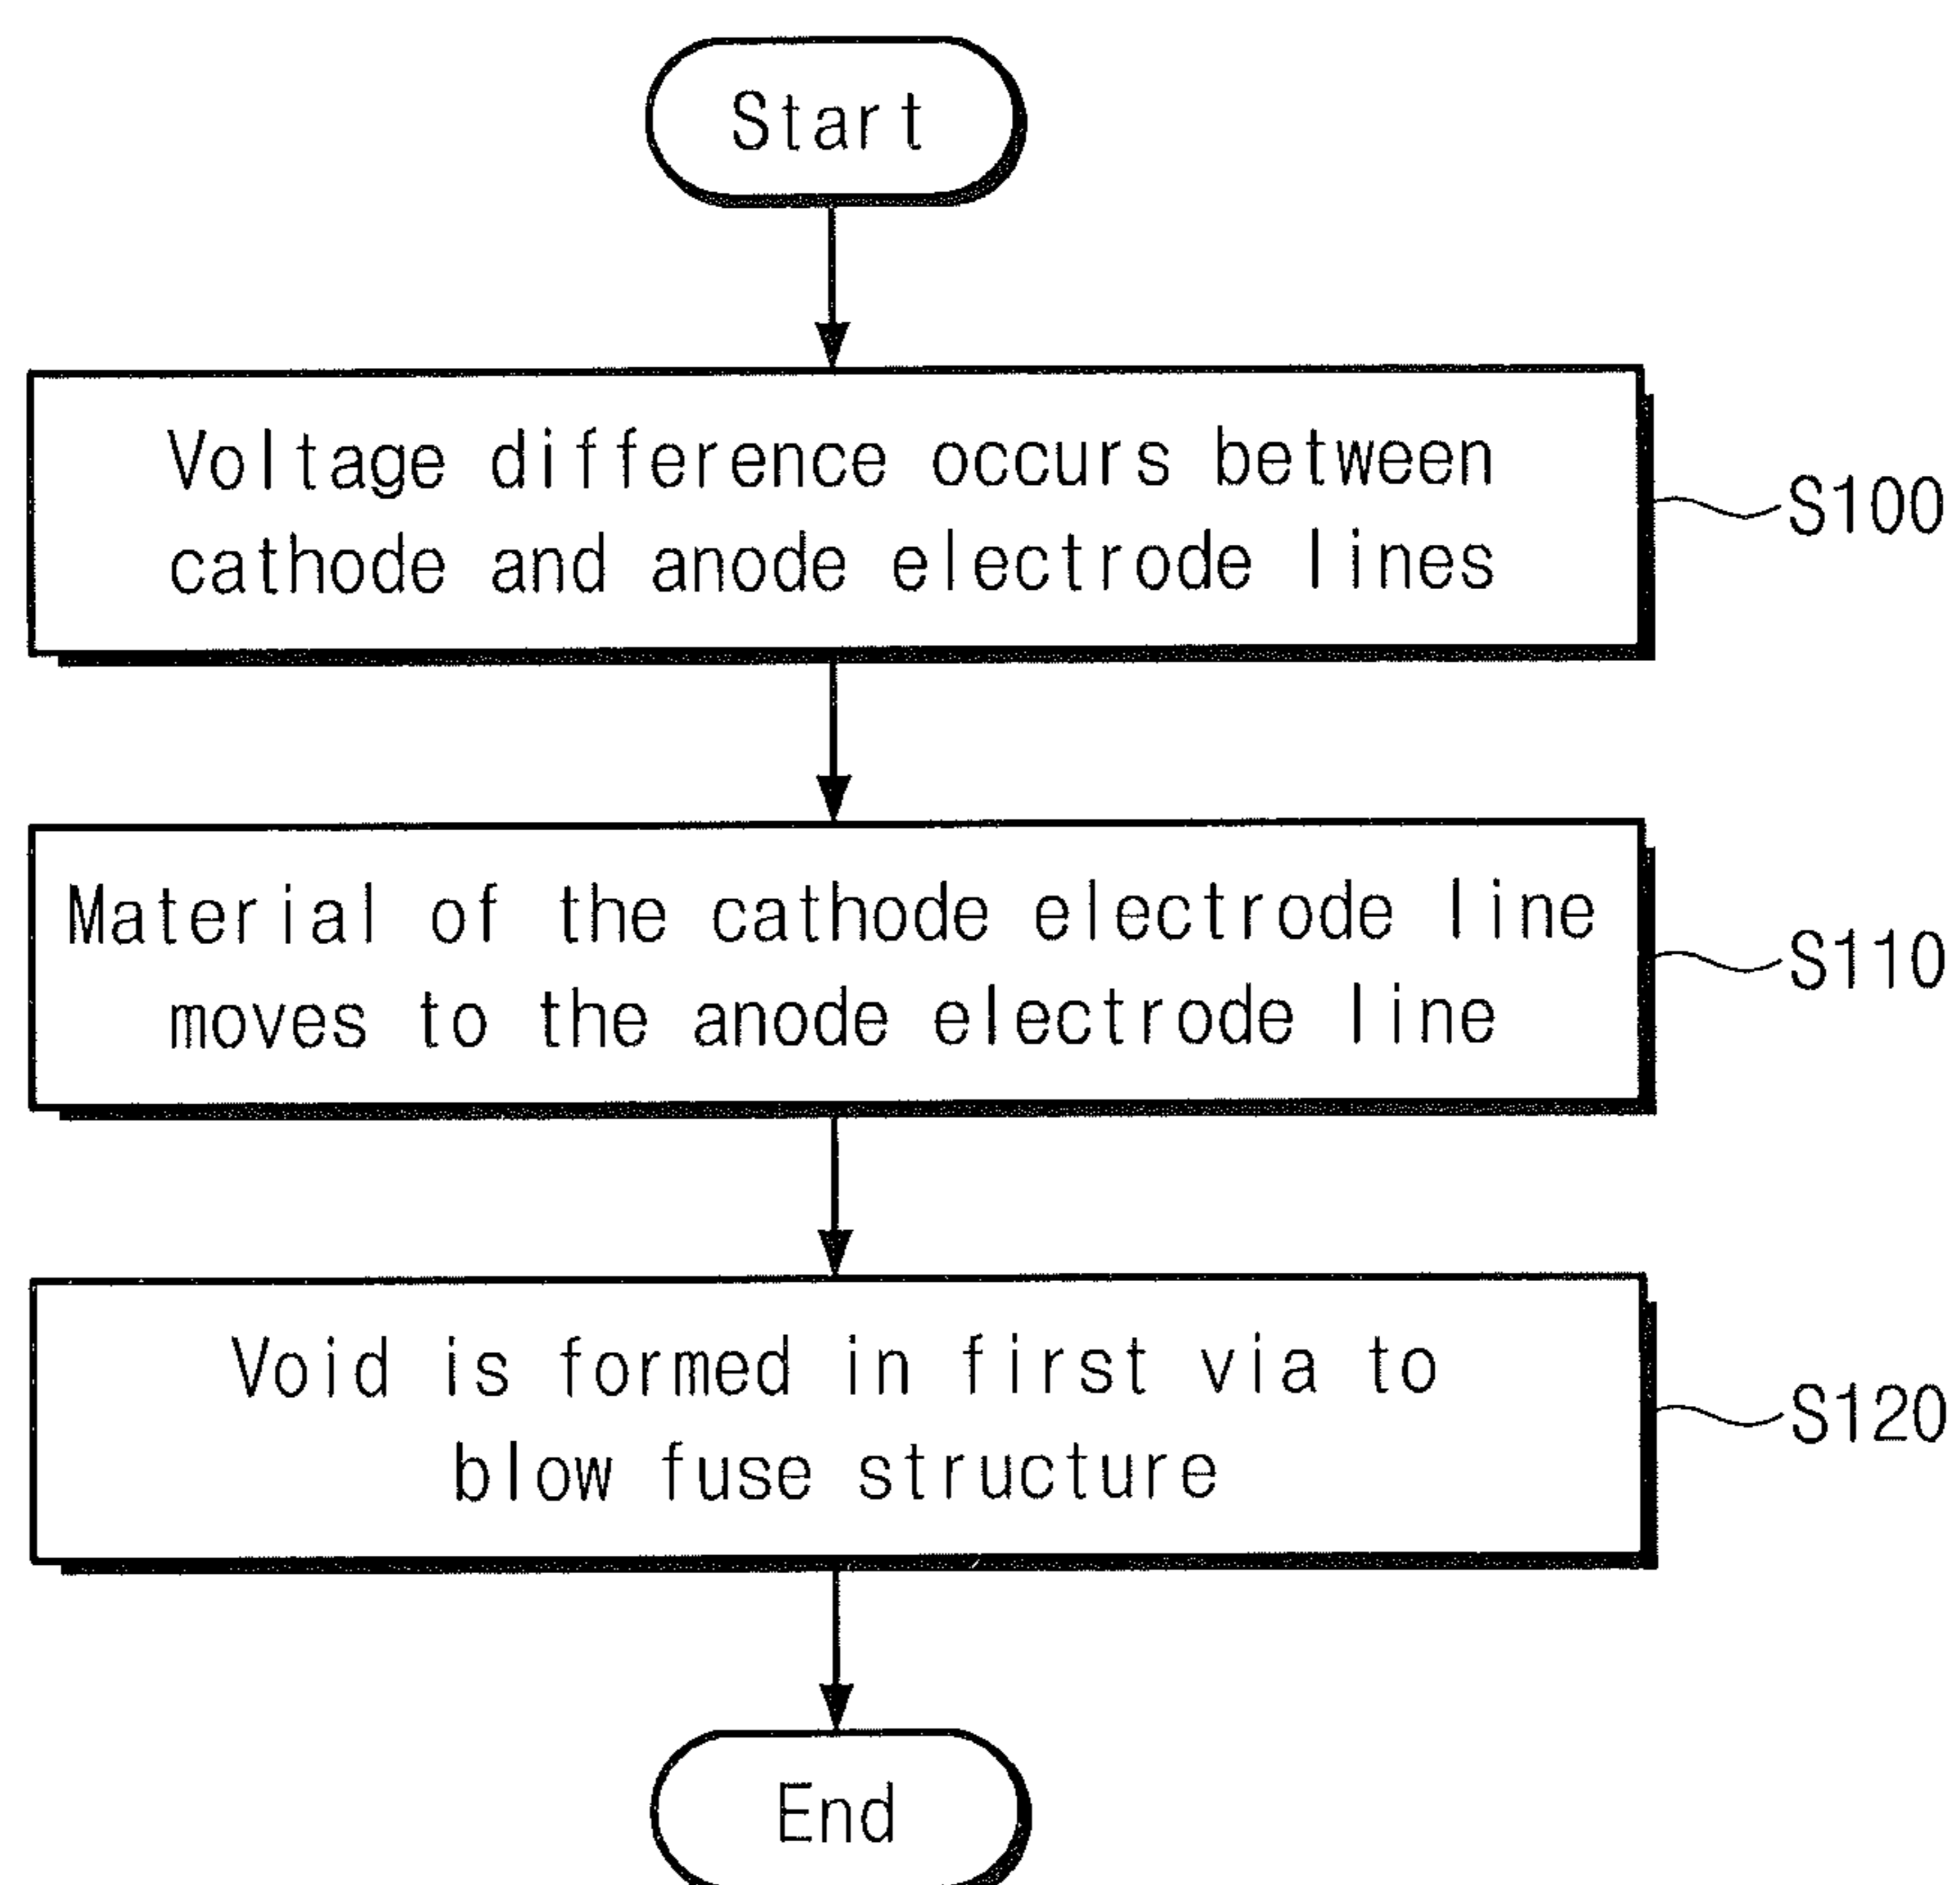 Start
Voltage difference occurs between
cathode and anode electrode lines
S100
Material of the cathode electrode line
moves to the anode electrode line
S110
Void is formed in first via to
blow fuse structure
S120
End